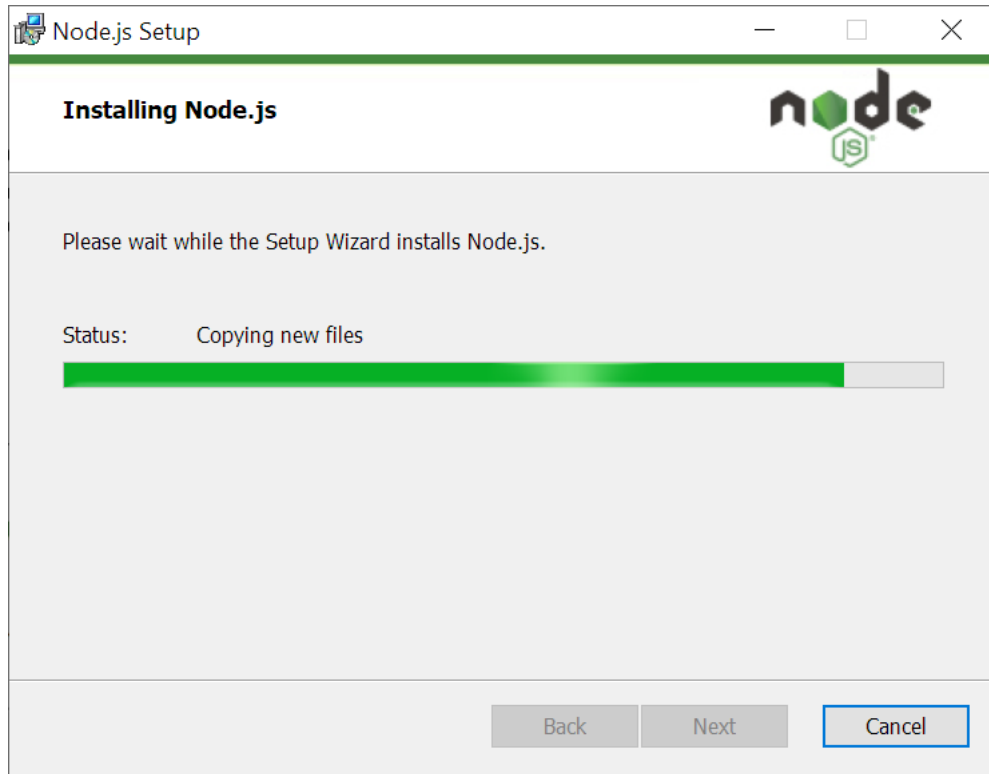 Node.js Setup
Installing Node.js
node
JS
Please wait while the Setup Wizard installs Node.js.
Status: Copying new files
Back Next Cancel